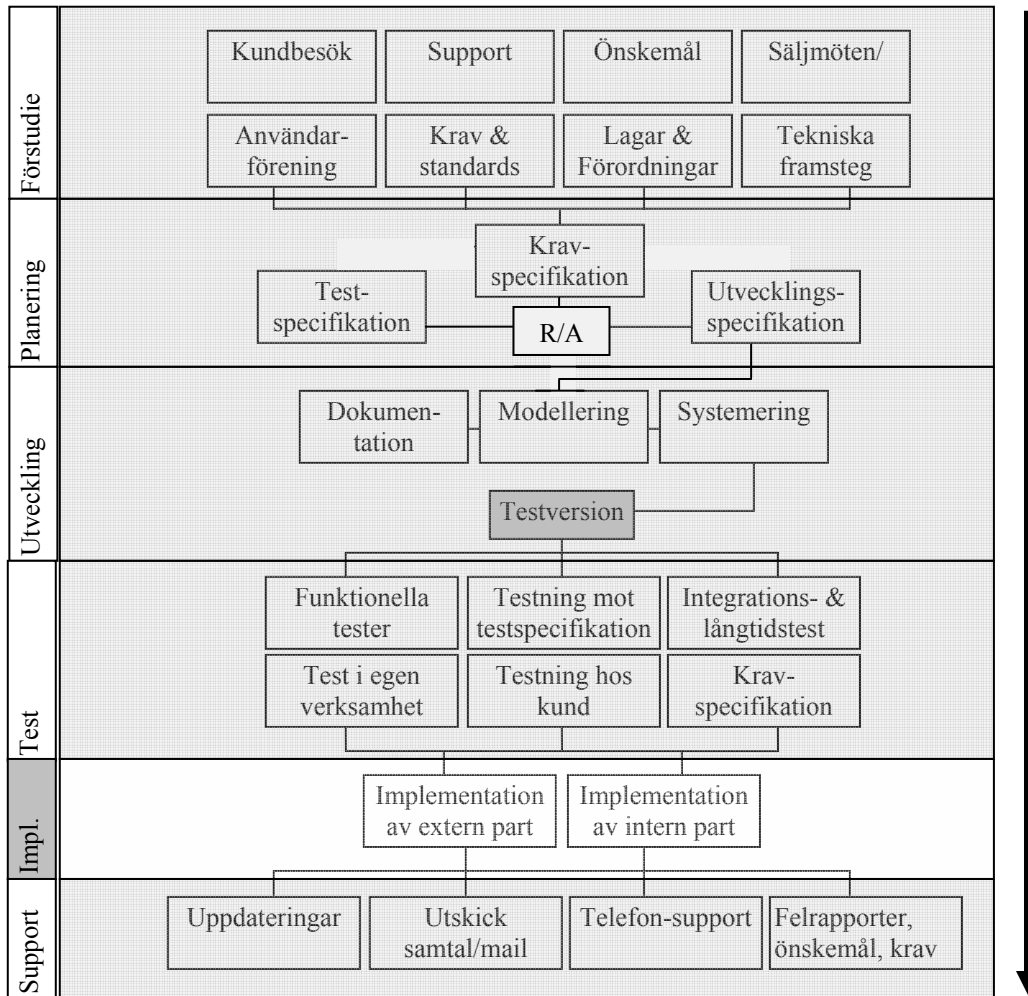 Förstudie
Kundbesök
Support
Önskemål
Säljmöten/
Användar-
förening
Krav &
standards
Lagar &
Förordningar
Tekniska
framsteg
Planering
Krav-
specifikation
Test-
specifikation
R/A
Utvecklings-
specifikation
Utveckling
Dokumen-
tation
Modellering
Systemering
Testversion
Test
Funktionella
tester
Testning mot
testspecifikation
Integrations- &
långtidstest
Test i egen
verksamhet
Testning hos
kund
Krav-
specifikation
Impl.
Implementation
av extern part
Implementation
av intern part
Support
Uppdateringar
Utskick
samtal/mail
Telefon-support
Felrapporter,
önskemål, krav